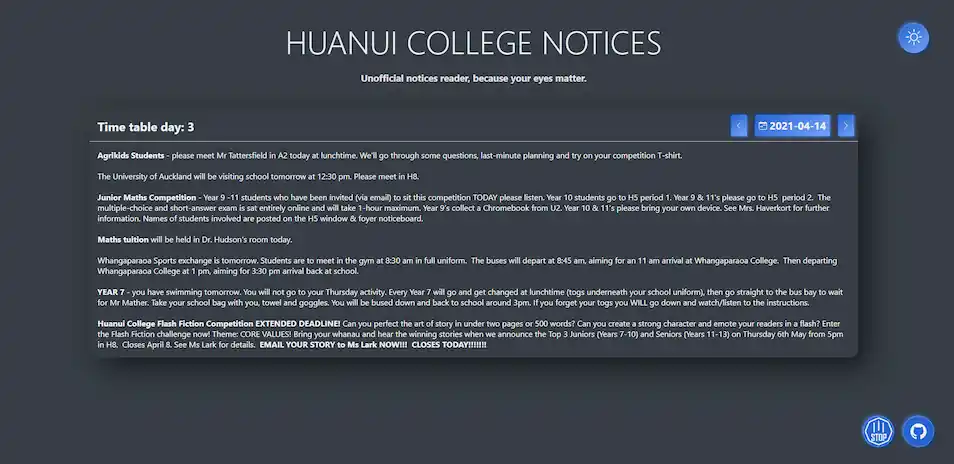 HUANUI COLLEGE NOTICES
Unofficial notices reader, because your eyes matter.
Time table day: 3
2021-04-14
AgriKids Students - please meet Mr Tattersfield in A2 today at lunchtime. We'll go through some questions, last-minute planning and try on your competition T-shirt.
The University of Auckland will be visiting school tomorrow at 12:30 pm. Please meet in H8.
Junior Maths Competition - Year 9 -11 students who have been invited (via email) to sit this competition TODAY please listen. Year 10 students go to H5 period 1. Year 9 & 11's please go to H5 period 2. The
multiple-choice and short-answer exam is sat entirely online and will take 1-hour maximum. Year 9's collect a Chromebook from U2. Year 10 & 11's please bring your own device. See Mrs. Haverkort for further
information. Names of students involved are posted on the H5 window & foyer noticeboard.
Maths tuition will be held in Dr. Hudson's room today.
Whangaparaoa Sports exchange is tomorrow. Students are to meet in the gym at 8:30 am in full uniform. The buses will depart at 8:45 am, aiming for an 11 am arrival at Whangaparaoa College. Then departing
Whangaparaoa College at 1 pm, aiming for 3:30 pm arrival back at school.
YEAR 7 - you have swimming tomorrow. You will not go to your Thursday activity. Every Year 7 will go and get changed at lunchtime (togs underneath your school uniform), then go straight to the bus bay to wait
for Mr Mather. Take your school bag with you, towel and goggles. You will be bused down and back to school around 3pm. If you forget your togs you WILL go down and watch/listen to the instructions.
Huanui College Flash Fiction Competition EXTENDED DEADLINE! Can you perfect the art of story in under two pages or 500 words? Can you create a strong character and emote your readers in a flash? Enter
the Flash Fiction challenge now! Theme: CORE VALUES! Bring your whanau and hear the winning stories when we announce the Top 3 Juniors (Years 7-10) and Seniors (Years 11-13) on Thursday 6th May from 5pm
in H8. Closes April 8. See Ms Lark for details. EMAIL YOUR STORY to Ms Lark NOW!!! CLOSES TODAY!!!!!!!
STOP